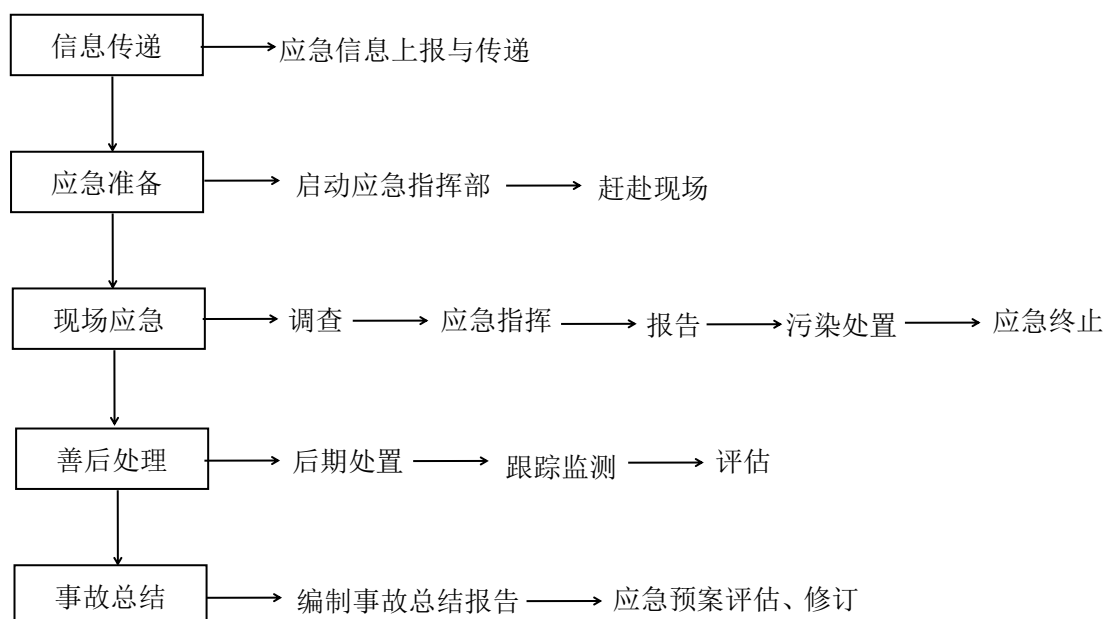 信息传递 应急信息上报与传递
应急准备 启动应急指挥部 赶赴现场
现场应急 调查 应急指挥 报告 污染处置 应急终止
善后处理 后期处置 跟踪监测 评估
事故总结 编制事故总结报告 应急预案评估、修订